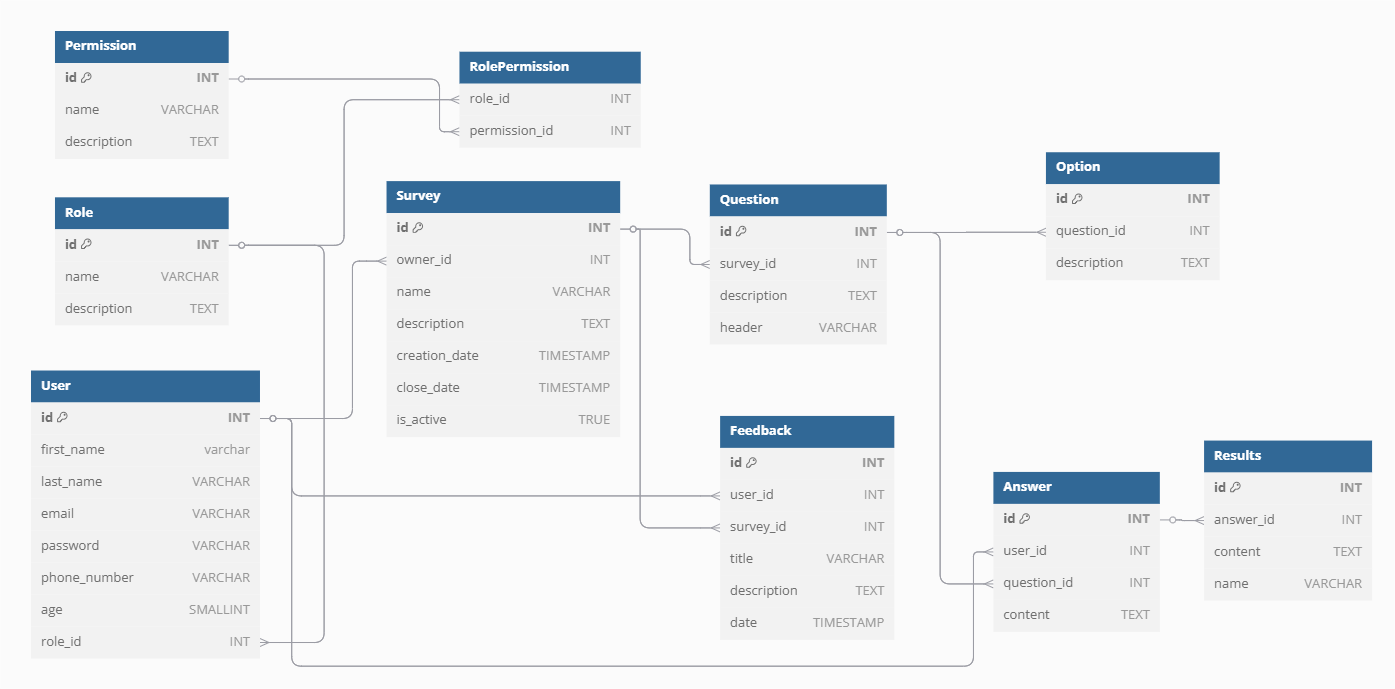 Permission
id INT
name VARCHAR
description TEXT
RolePermission
role_id INT
permission_id INT
Role
id INT
name VARCHAR
description TEXT
Survey
id INT
owner_id INT
name VARCHAR
description TEXT
creation_date TIMESTAMP
close_date TIMESTAMP
is_active TRUE
Question
id INT
survey_id INT
description TEXT
header VARCHAR
Option
id INT
question_id INT
description TEXT
User
id INT
first_name varchar
last_name VARCHAR
email VARCHAR
password VARCHAR
phone_number VARCHAR
age SMALLINT
role_id INT
Feedback
id INT
user_id INT
survey_id INT
title VARCHAR
description TEXT
date TIMESTAMP
Answer
id INT
user_id INT
question_id INT
content TEXT
Results
id INT
answer_id INT
content TEXT
name VARCHAR